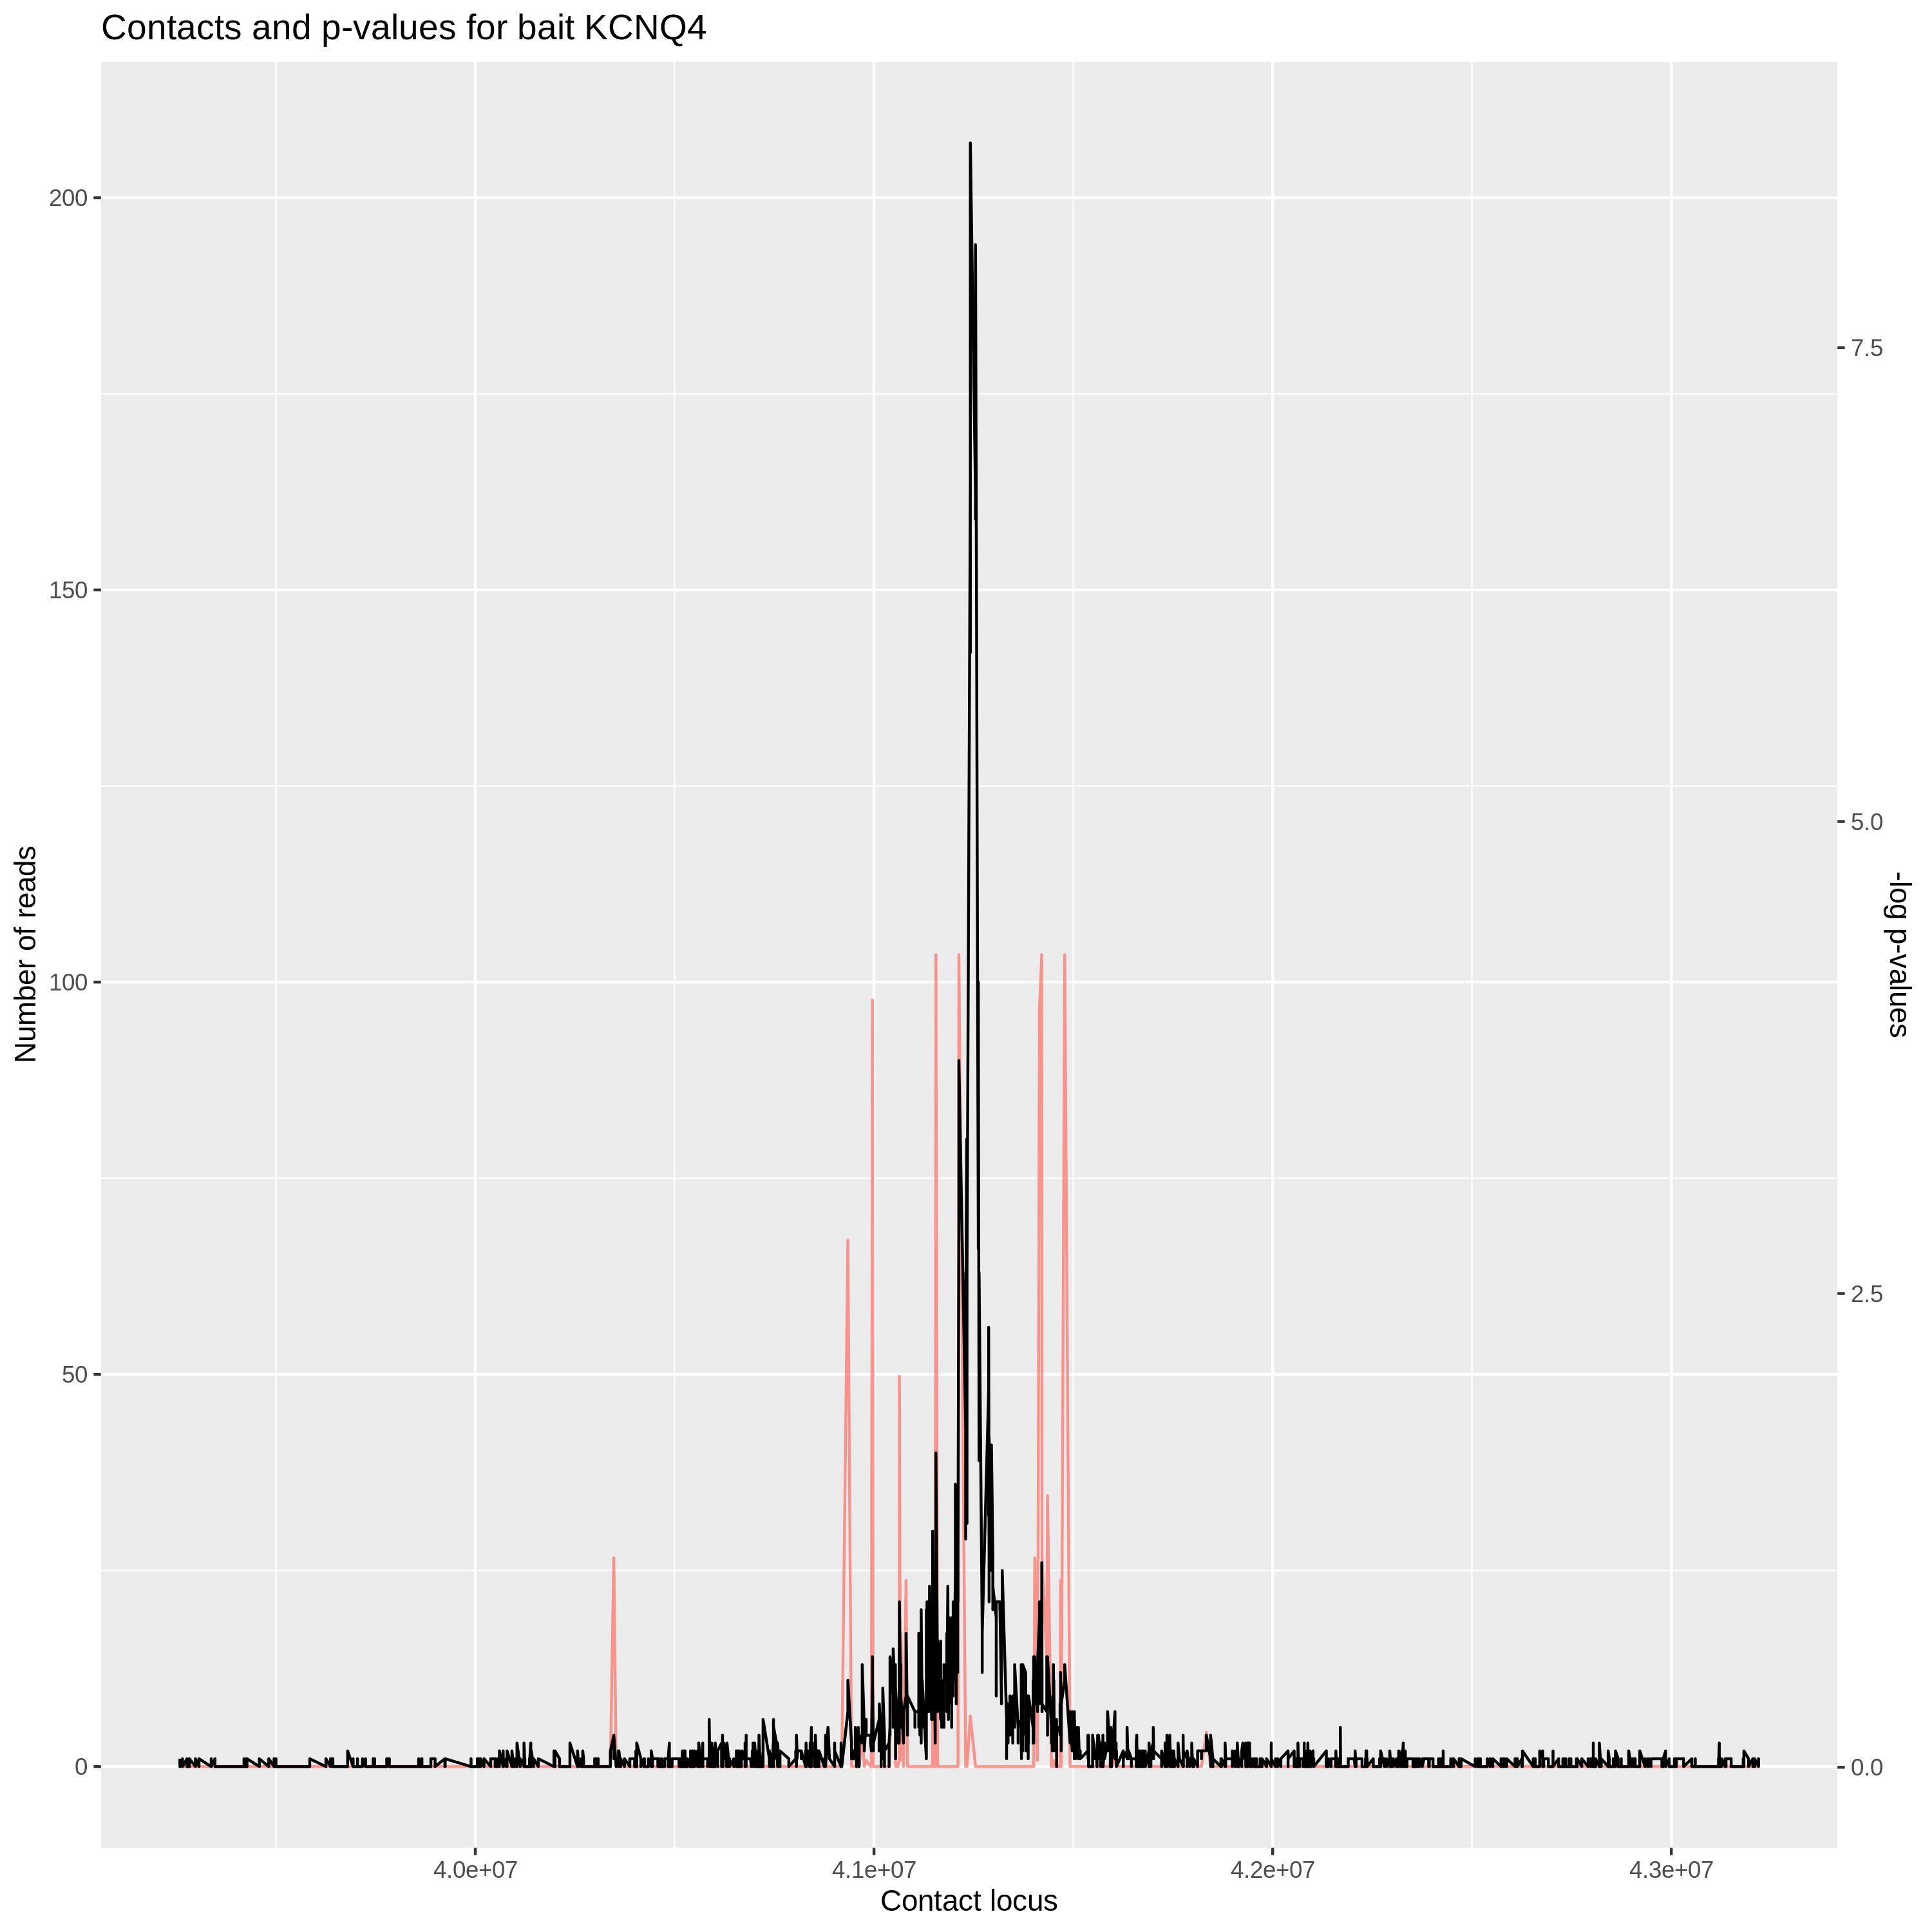 Contacts and p-values for bait KCNQ4
200
150
100
50
0
Number of reads
7.5
5.0
2.5
0.0
-log p-values
4.0e+07
4.1e+07
4.2e+07
4.3e+07
Contact locus